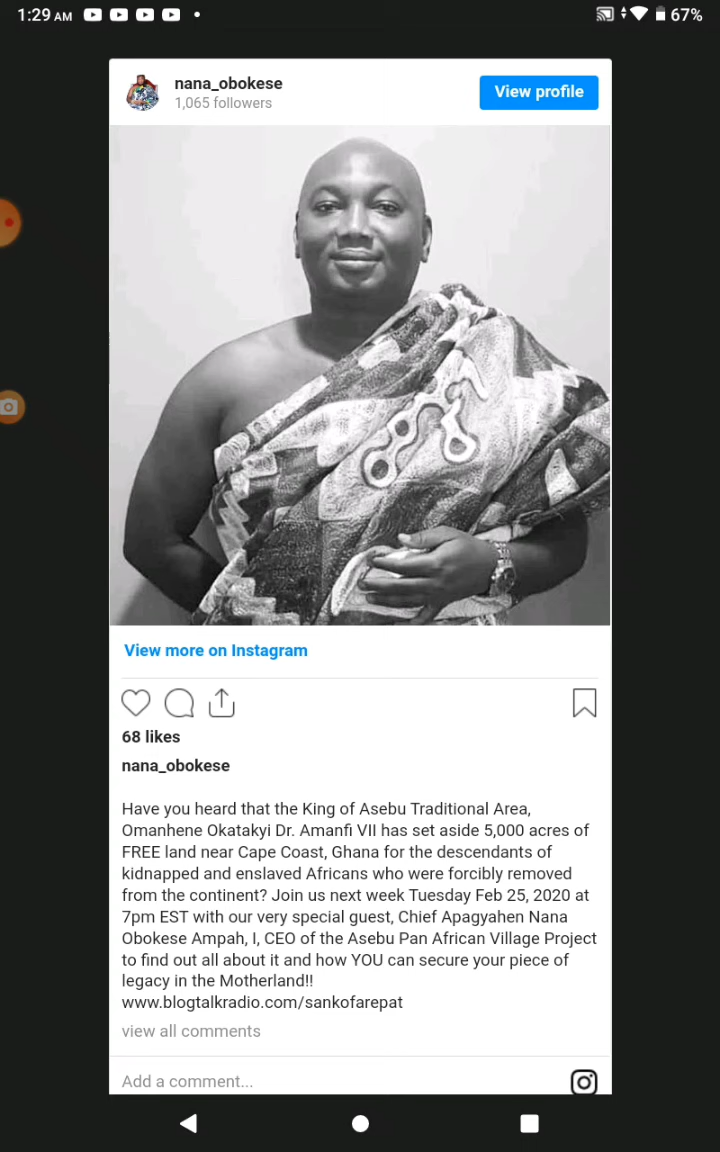 1:29 AM
67%
nana_obokese
1,065 followers
View profile
View more on Instagram
68 likes
nana_obokese
Have you heard that the King of Asebu Traditional Area,
Omanhene Okatakyi Dr. Amanfi VII has set aside 5,000 acres of
FREE land near Cape Coast, Ghana for the descendants of
kidnapped and enslaved Africans who were forcibly removed
from the continent? Join us next week Tuesday Feb 25, 2020 at
7pm EST with our very special guest, Chief Apagyahen Nana
Obokese Ampah, I, CEO of the Asebu Pan African Village Project
to find out all about it and how YOU can secure your piece of
legacy in the Motherland!!
www.blogtalkradio.com/sankofarepat
view all comments
Add a comment...